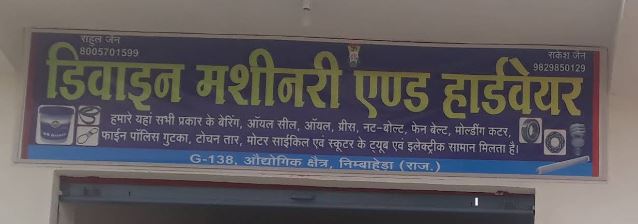 राहुल जैन
8005701599
राकेश जैन
9829850129
डिवाइन मशीनरी एण्ड हार्डवेयर
हमारे यहां सभी प्रकार के बेरिंग, ऑयल सील, ऑयल, ग्रीस, नट-बोल्ट, फेन बेल्ट, मोल्डींग कटर,
फाईन पॉलिस गुटका, टोचन तार, मोटर साईकिल एवं स्कूटर के ट्यूब एवं इलेक्ट्रीक सामान मिलता है।
G-138, औद्योगिक क्षैत्र, निम्बाहेड़ा (राज.)